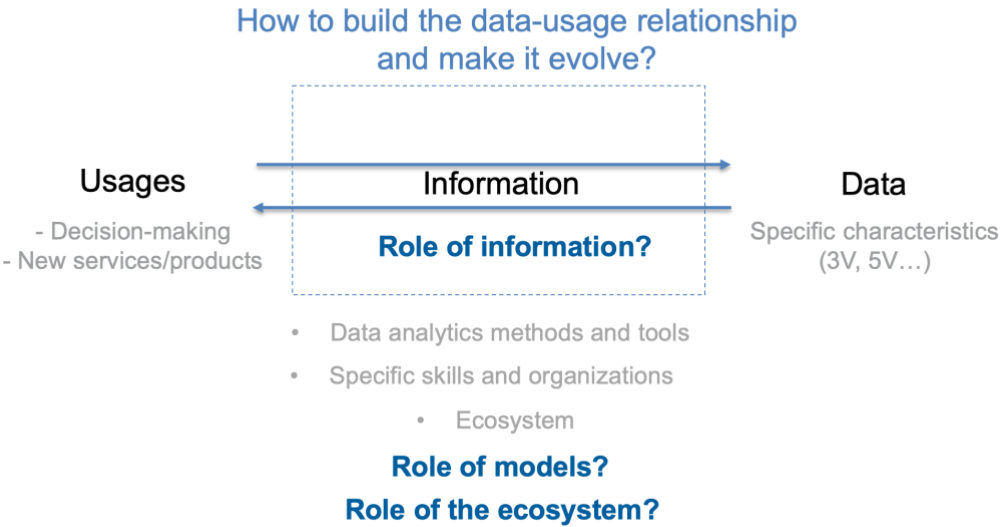 How to build the data-usage relationship
and make it evolve?
Usages
- Decision-making
- New services/products
Information
Role of information?
Data
Specific characteristics
(3V, 5V…)
• Data analytics methods and tools
• Specific skills and organizations
• Ecosystem
Role of models?
Role of the ecosystem?